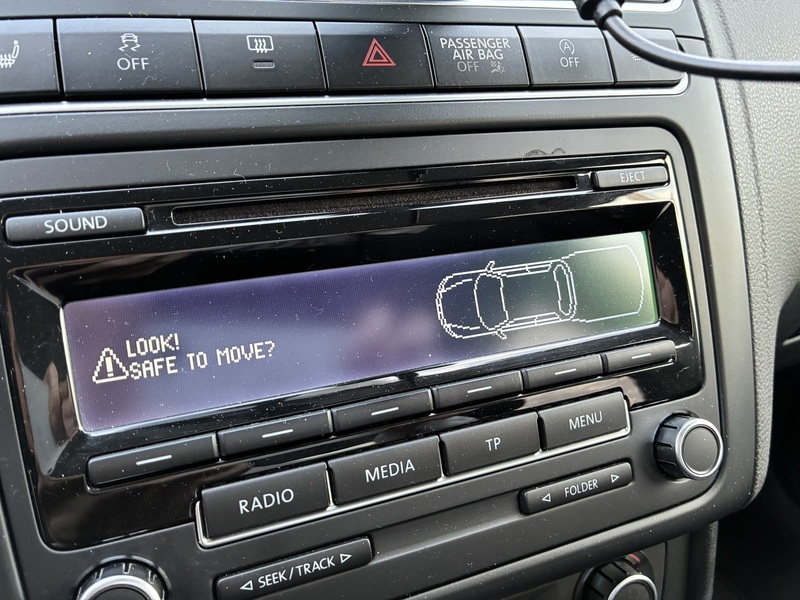 OFF
PASSENGER
AIR BAG
OFF
OFF
EJECT
SOUND
LOOK!
SAFE TO MOVE?
RADIO
MEDIA
TP
MENU
SEEK/TRACK
FOLDER